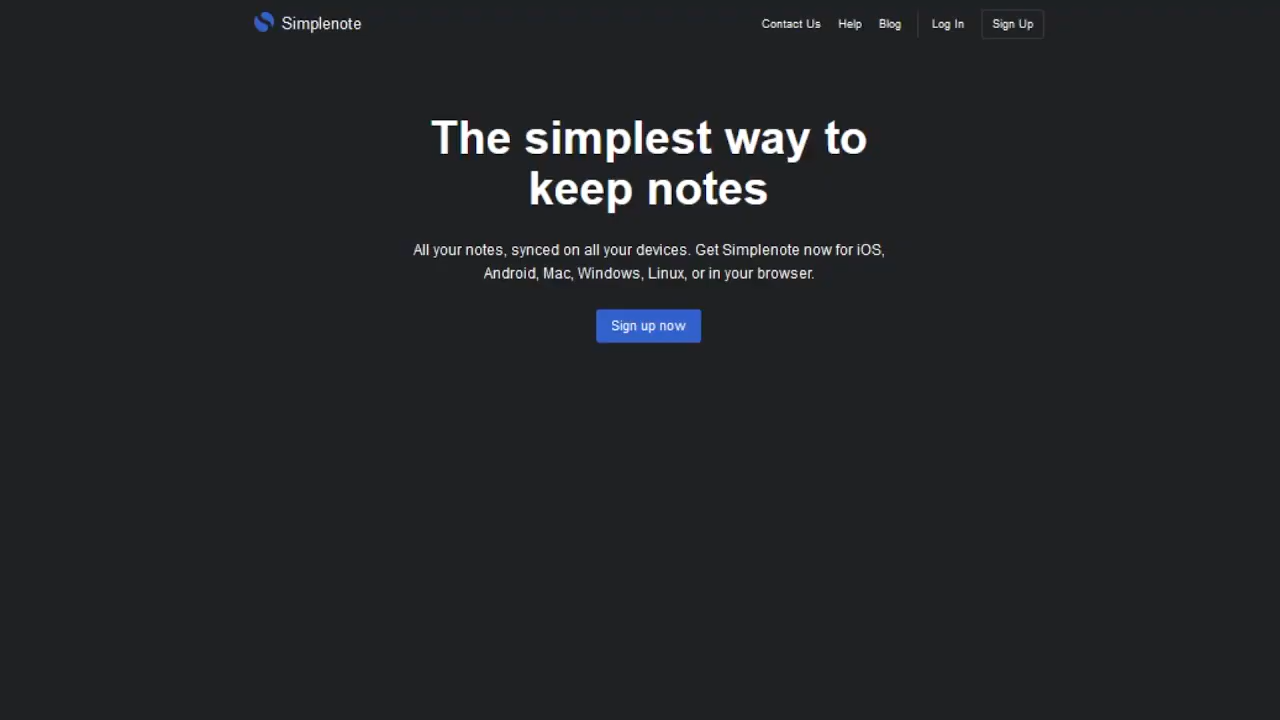 Simplenote
Contact Us
Help
Blog
Log In
Sign Up
The simplest way to
keep notes
All your notes, synced on all your devices. Get Simplenote now for iOS,
Android, Mac, Windows, Linux, or in your browser.
Sign up now